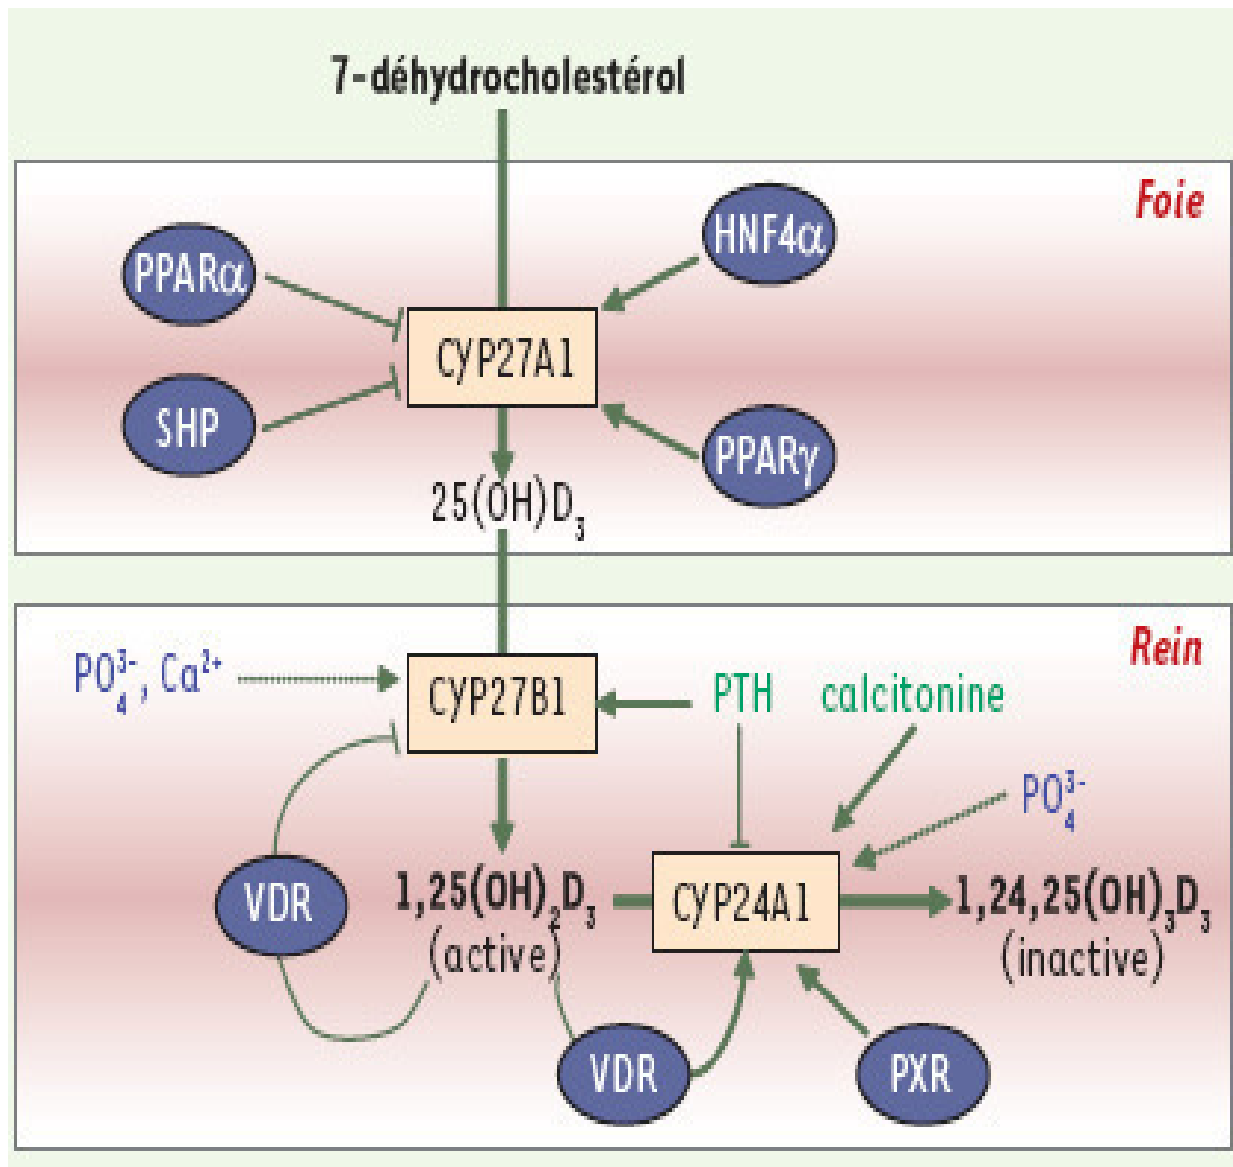 7-déhydrocholestérol
Foie
HNF4α
PPARα
CYP27A1
SHP
PPARγ
25(OH)D₃
Rein
PO₄³⁻, Ca²⁺
CYP27B1
PTH
calcitonine
PO₄³⁻
VDR
1,25(OH)₂D₃
(active)
CYP24A1
1,24,25(OH)₃D₃
(inactive)
VDR
PXR